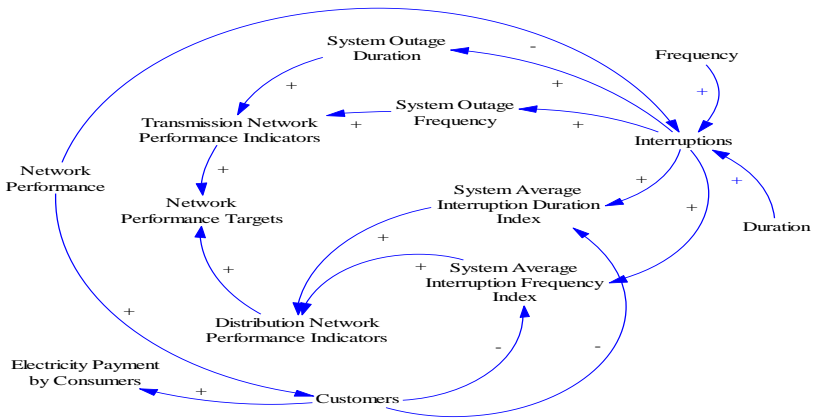 System Outage
Duration
-
Frequency
+
+
+
System Outage
Frequency
Transmission Network
Performance Indicators
+
+
Interruptions
Network
Performance
+
+
+
System Average
Interruption Duration
Index
Network
Performance Targets
+
Duration
+
+
+
System Average
Interruption Frequency
Index
+
Distribution Network
Performance Indicators
-
-
Electricity Payment
by Consumers
+
Customers